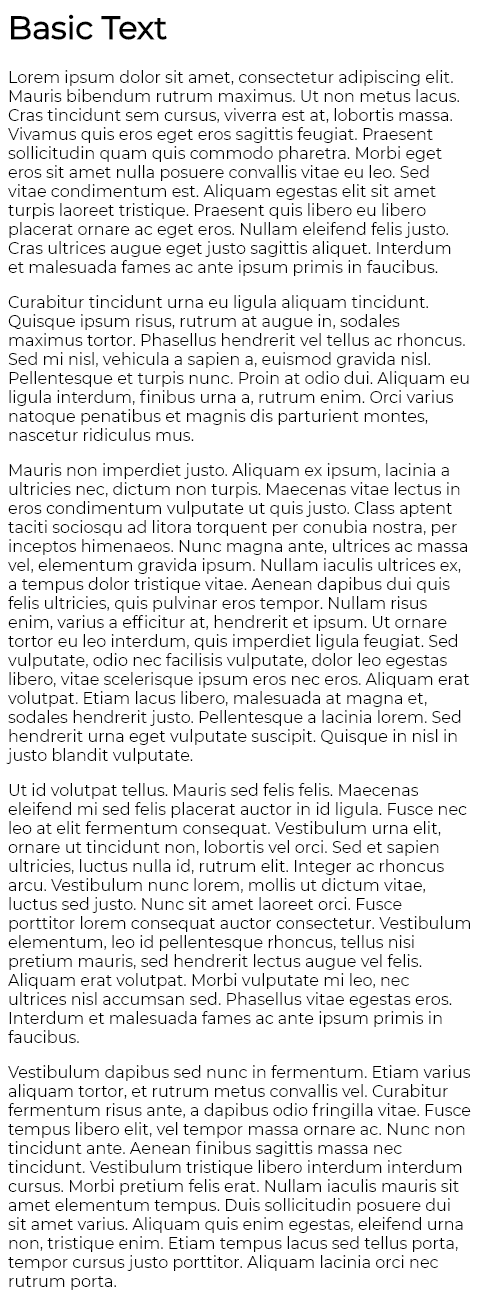 Basic Text
Lorem ipsum dolor sit amet, consectetur adipiscing elit.
Mauris bibendum rutrum maximus. Ut non metus lacus.
Cras tincidunt sem cursus, viverra est at, lobortis massa.
Vivamus quis eros eget eros sagittis feugiat. Praesent
sollicitudin quam quis commodo pharetra. Morbi eget
eros sit amet nulla posuere convallis vitae eu leo. Sed
vitae condimentum est. Aliquam egestas elit sit amet
turpis laoreet tristique. Praesent quis libero eu libero
placerat ornare ac eget eros. Nullam eleifend felis justo.
Cras ultrices augue eget justo sagittis aliquet. Interdum
et malesuada fames ac ante ipsum primis in faucibus.
Curabitur tincidunt urna eu ligula aliquam tincidunt.
Quisque ipsum risus, rutrum at augue in, sodales
maximus tortor. Phasellus hendrerit vel tellus ac rhoncus.
Sed mi nisl, vehicula a sapien a, euismod gravida nisl.
Pellentesque et turpis nunc. Proin at odio dui. Aliquam eu
ligula interdum, finibus urna a, rutrum enim. Orci varius
natoque penatibus et magnis dis parturient montes,
nascetur ridiculus mus.
Mauris non imperdiet justo. Aliquam ex ipsum, lacinia a
ultricies nec, dictum non turpis. Maecenas vitae lectus in
eros condimentum vulputate ut quis justo. Class aptent
taciti sociosqu ad litora torquent per conubia nostra, per
inceptos himenaeos. Nunc magna ante, ultrices ac massa
vel, elementum gravida ipsum. Nullam iaculis ultrices ex,
a tempus dolor tristique vitae. Aenean dapibus dui quis
felis ultricies, quis pulvinar eros tempor. Nullam risus
enim, varius a efficitur at, hendrerit et ipsum. Ut ornare
tortor eu leo interdum, quis imperdiet ligula feugiat. Sed
vulputate, odio nec facilisis vulputate, dolor leo egestas
libero, vitae scelerisque ipsum eros nec eros. Aliquam erat
volutpat. Etiam lacus libero, malesuada at magna et,
sodales hendrerit justo. Pellentesque a lacinia lorem. Sed
hendrerit urna eget vulputate suscipit. Quisque in nisl in
justo blandit vulputate.
Ut id volutpat tellus. Mauris sed felis felis. Maecenas
eleifend mi sed felis placerat auctor in id ligula. Fusce nec
leo at elit fermentum consequat. Vestibulum urna elit,
ornare ut tincidunt non, lobortis vel orci. Sed et sapien
ultricies, luctus nulla id, rutrum elit. Integer ac rhoncus
arcu. Vestibulum nunc lorem, mollis ut dictum vitae,
luctus sed justo. Nunc sit amet laoreet orci. Fusce
porttitor lorem consequat auctor consectetur. Vestibulum
elementum, leo id pellentesque rhoncus, tellus nisi
pretium mauris, sed hendrerit lectus augue vel felis.
Aliquam erat volutpat. Morbi vulputate mi leo, nec
ultrices nisl accumsan sed. Phasellus vitae egestas eros.
Interdum et malesuada fames ac ante ipsum primis in
faucibus.
Vestibulum dapibus sed nunc in fermentum. Etiam varius
aliquam tortor, et rutrum metus convallis vel. Curabitur
fermentum risus ante, a dapibus odio fringilla vitae. Fusce
tempus libero elit, vel tempor massa ornare ac. Nunc non
tincidunt ante. Aenean finibus sagittis massa nec
tincidunt. Vestibulum tristique libero interdum interdum
cursus. Morbi pretium felis erat. Nullam iaculis mauris sit
amet elementum tempus. Duis sollicitudin posuere dui
sit amet varius. Aliquam quis enim egestas, eleifend urna
non, tristique enim. Etiam tempus lacus sed tellus porta,
tempor cursus justo porttitor. Aliquam lacinia orci nec
rutrum porta.